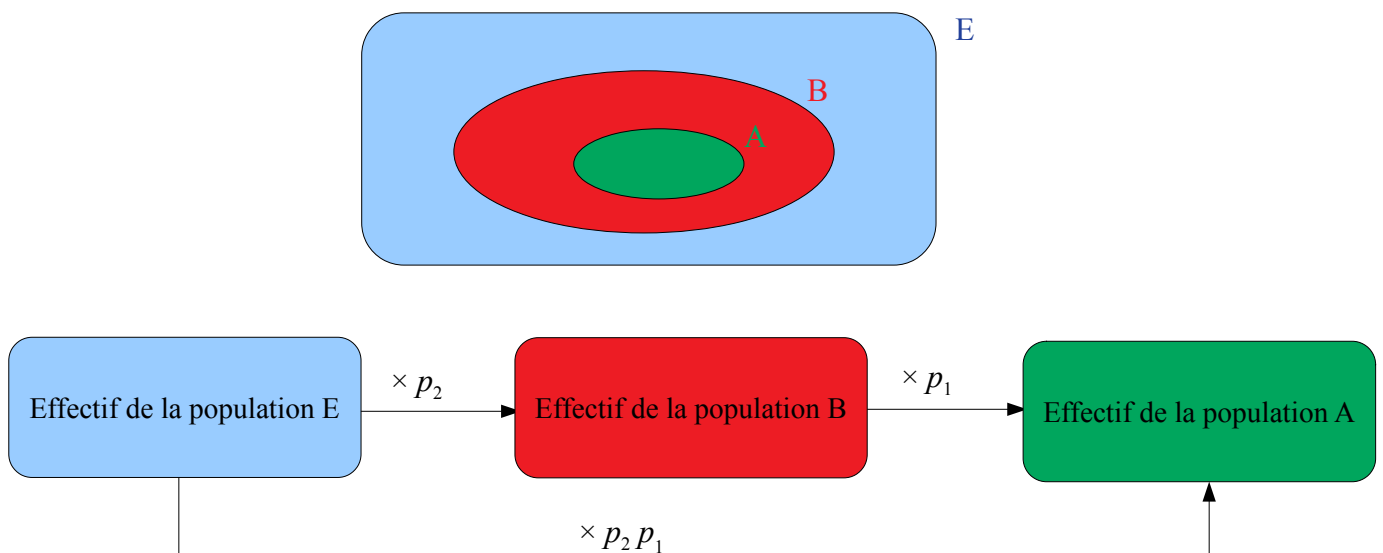 E
B
A
× p₂
× p₁
Effectif de la population E
Effectif de la population B
Effectif de la population A
× p₂ p₁